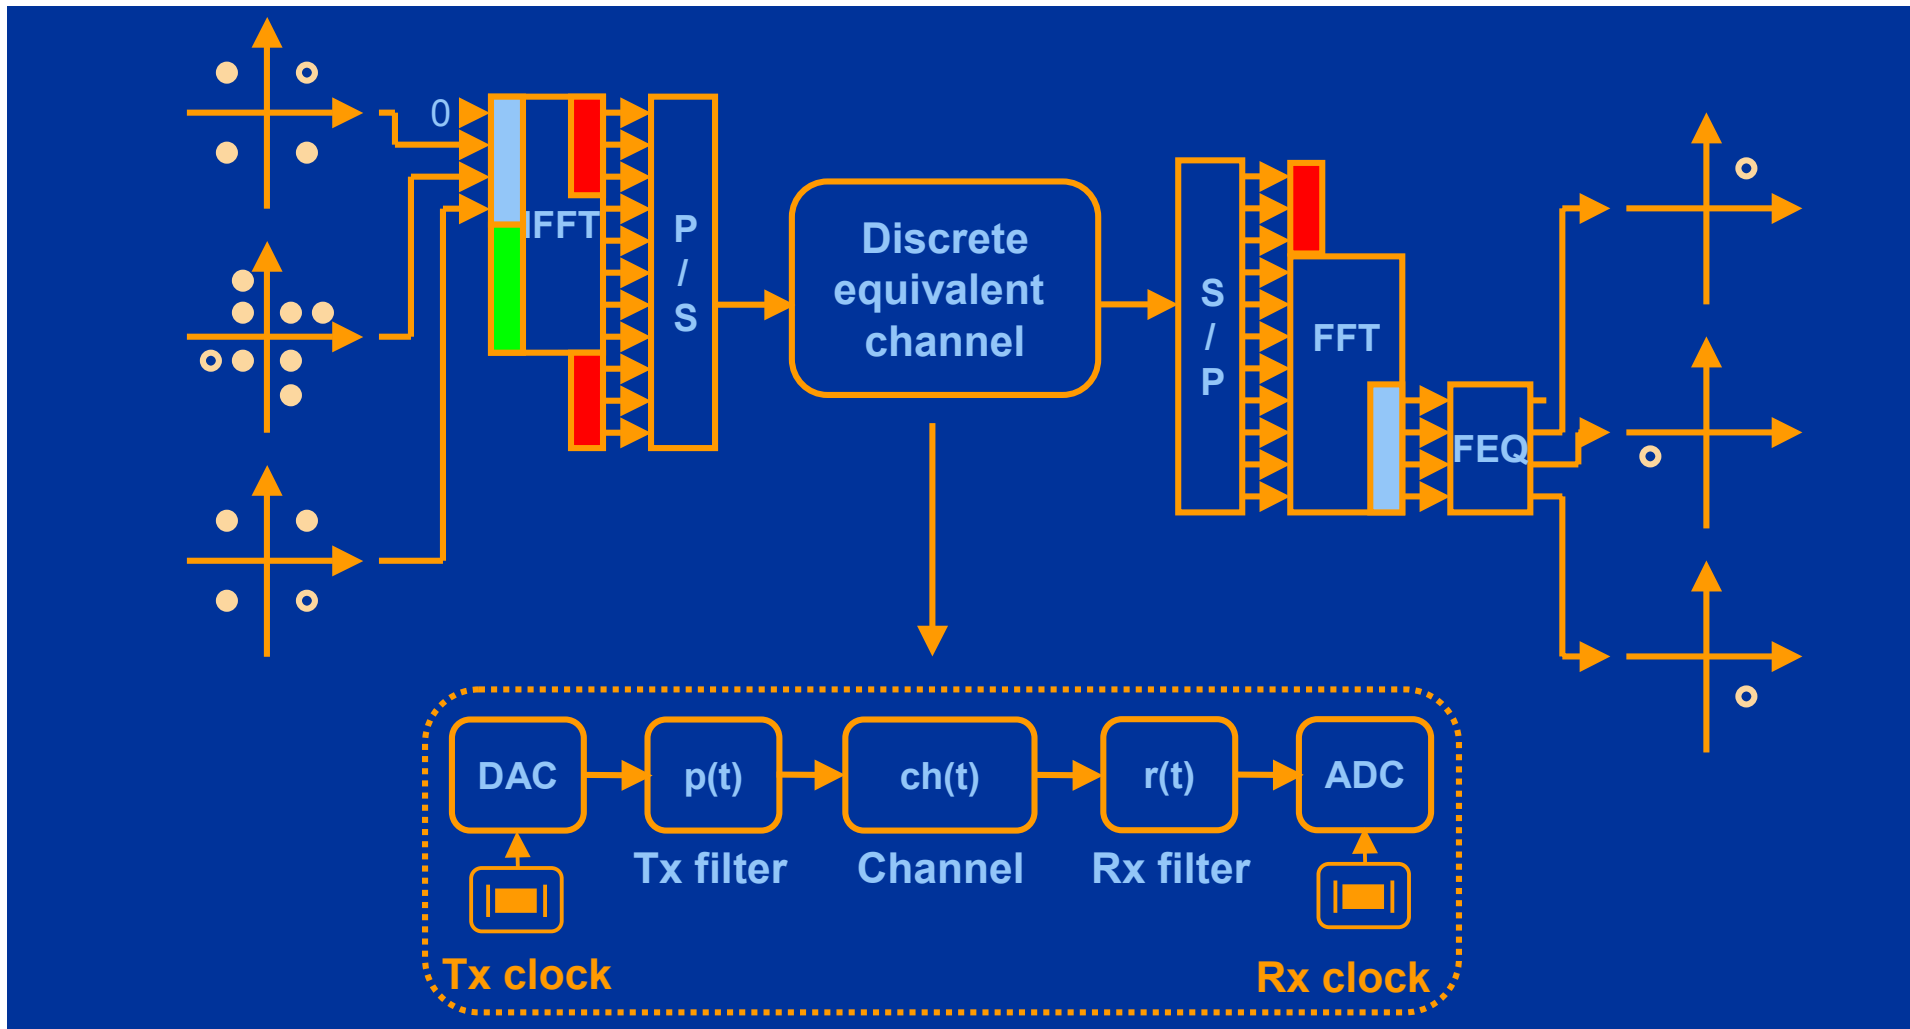 0
IFFT
P
/
S
Discrete
equivalent
channel
S
/
P
FFT
FEQ
DAC
p(t)
ch(t)
r(t)
ADC
Tx filter
Channel
Rx filter
Tx clock
Rx clock